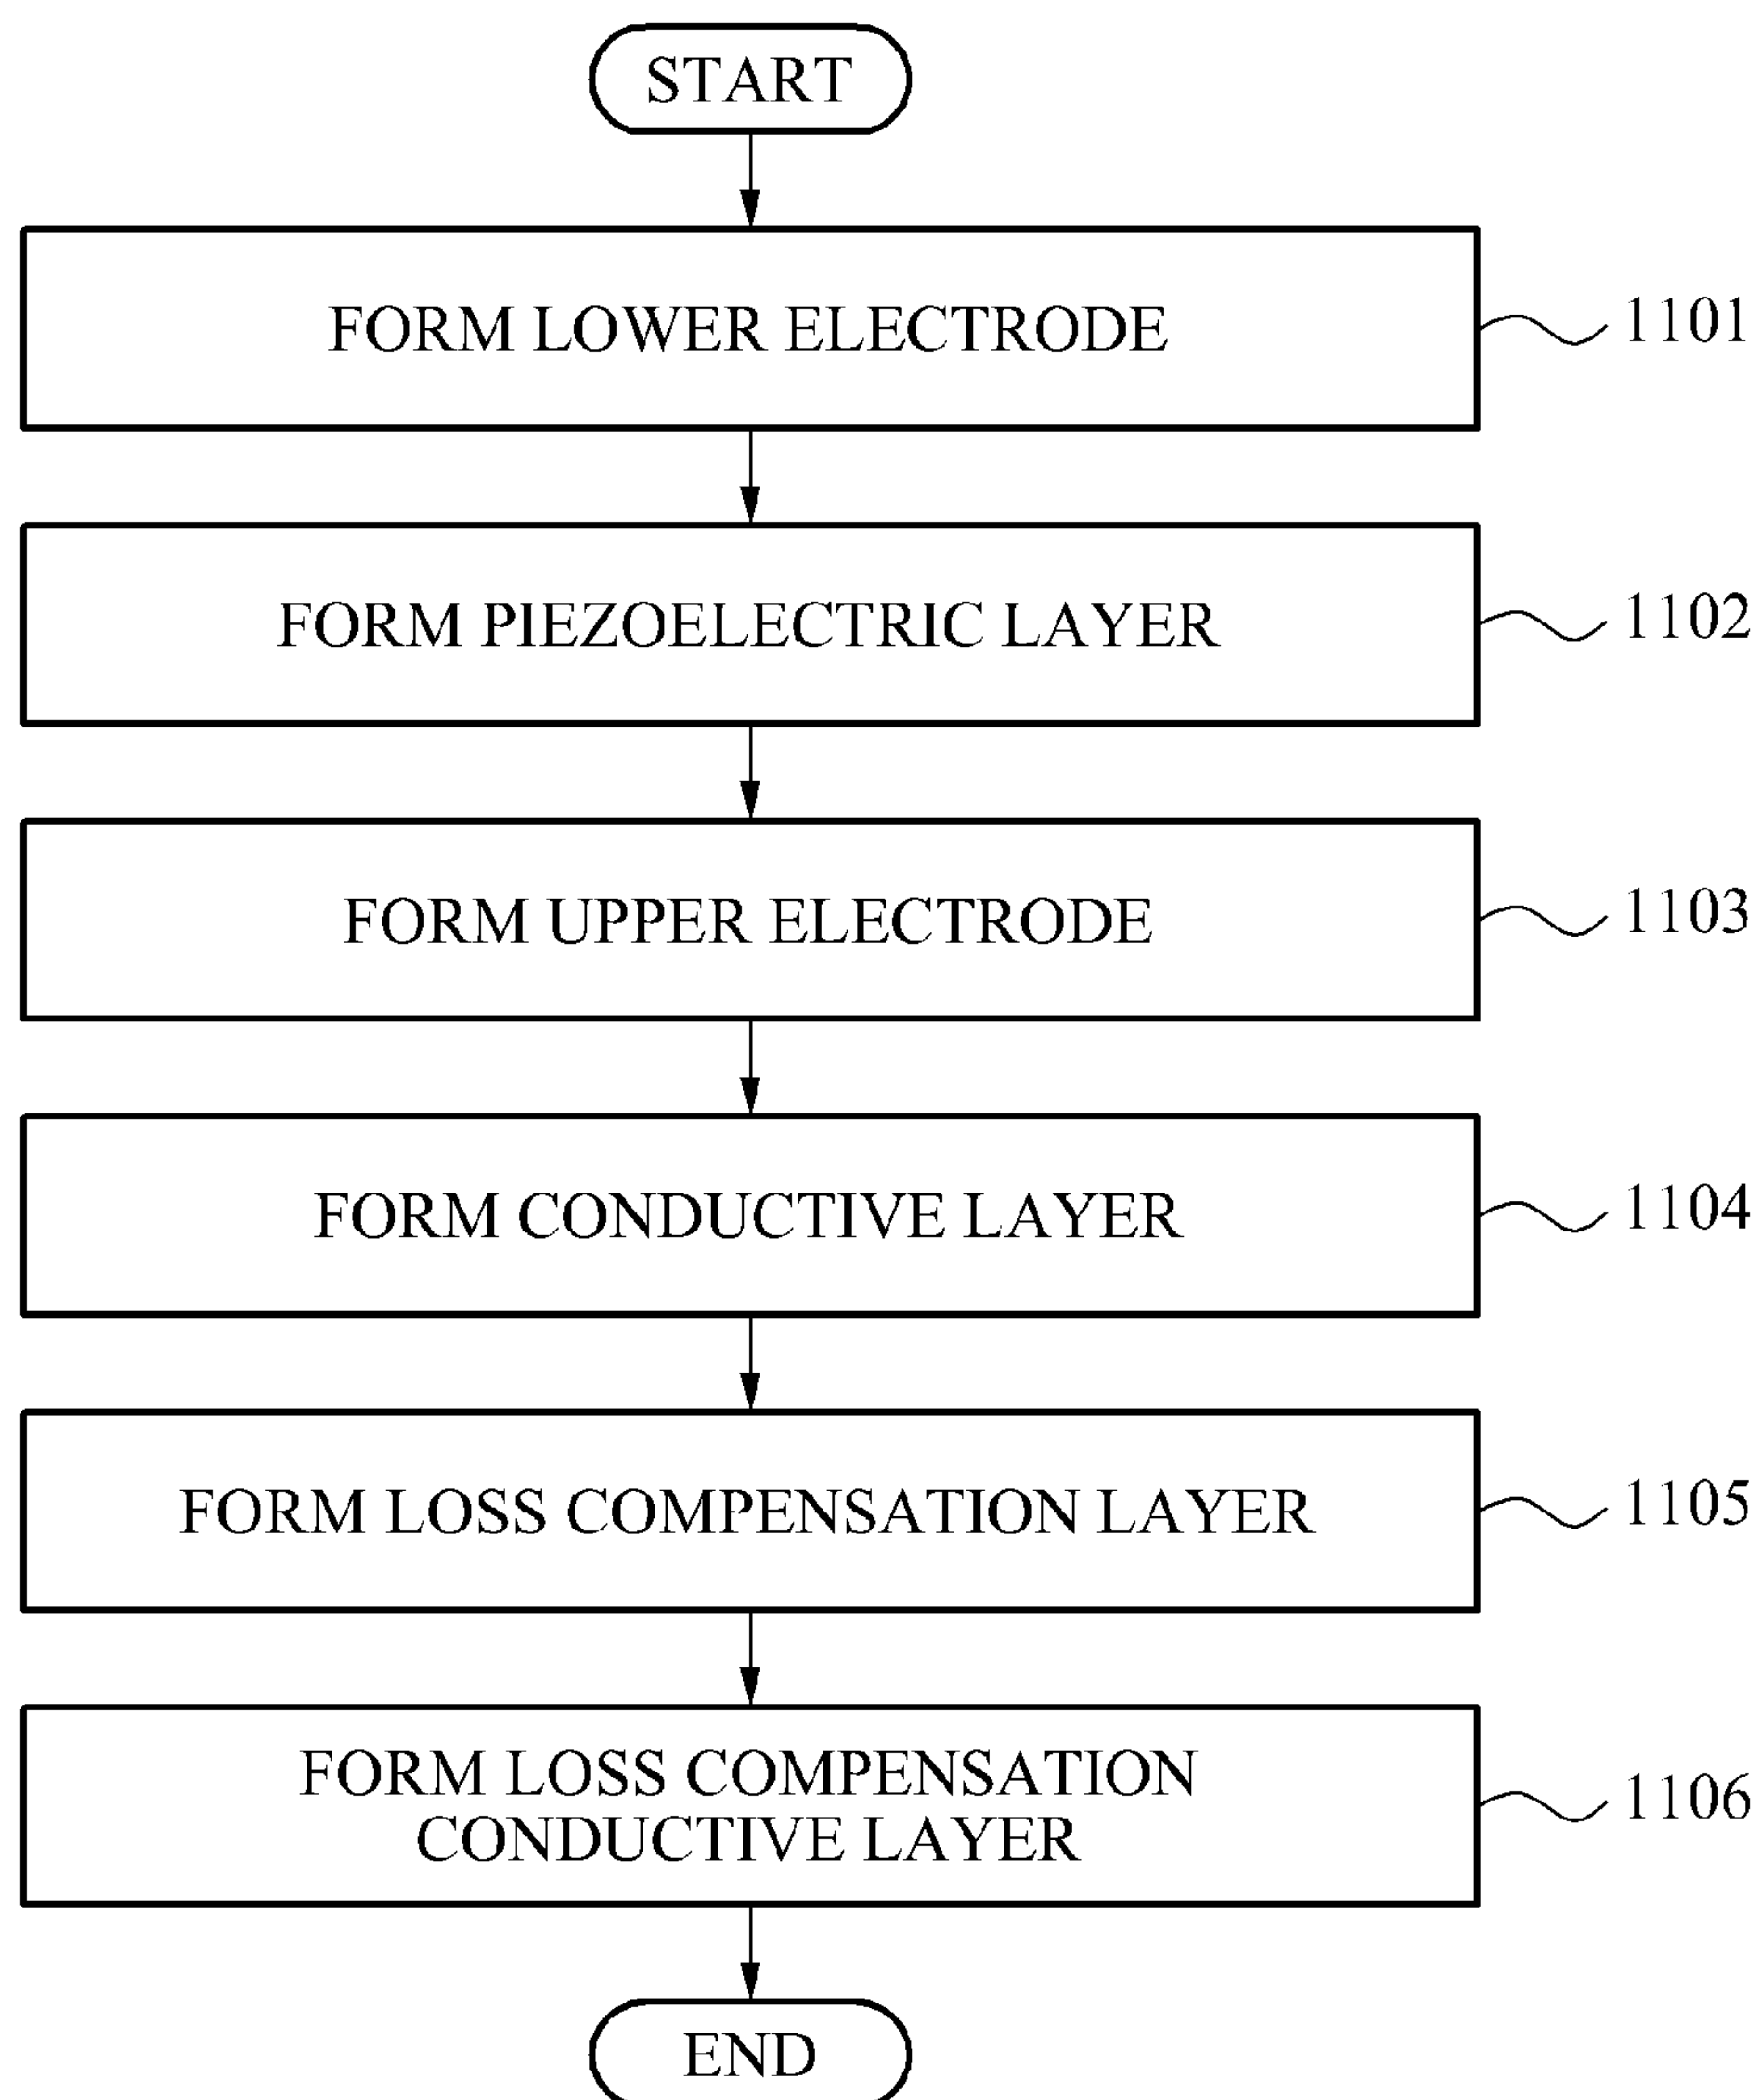 START
FORM LOWER ELECTRODE
1101
FORM PIEZOELECTRIC LAYER
1102
FORM UPPER ELECTRODE
1103
FORM CONDUCTIVE LAYER
1104
FORM LOSS COMPENSATION LAYER
1105
FORM LOSS COMPENSATION
CONDUCTIVE LAYER
1106
END